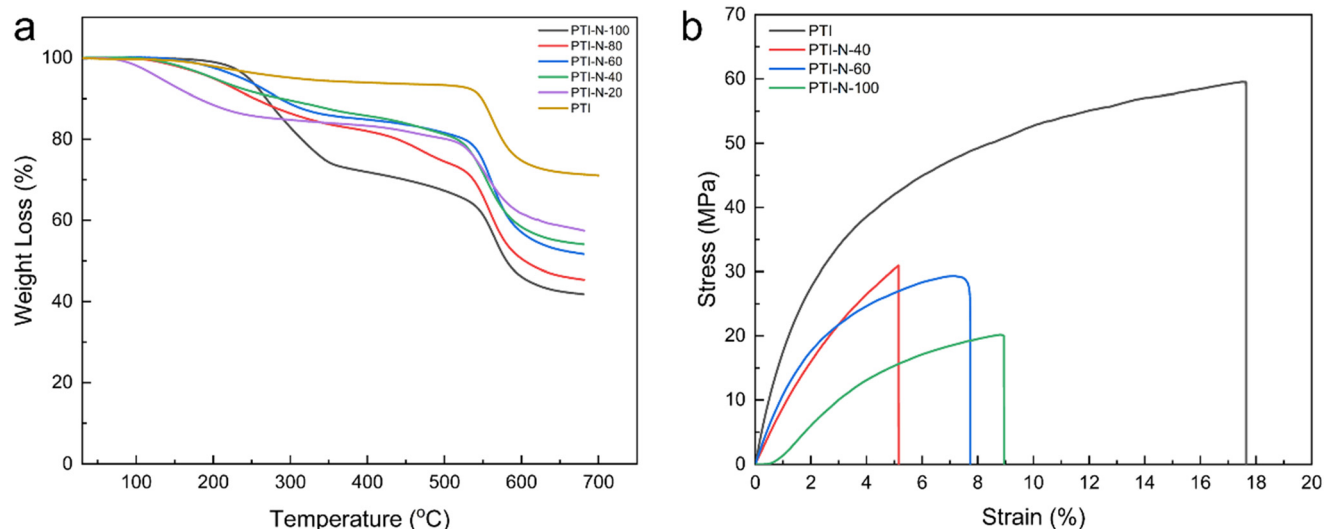 a
PTI-N-100
PTI-N-80
PTI-N-60
PTI-N-40
PTI-N-20
PTI
Weight Loss (%)
100
80
60
40
20
0
100 200 300 400 500 600 700
Temperature (°C)
b
PTI
PTI-N-40
PTI-N-60
PTI-N-100
Stress (MPa)
70
60
50
40
30
20
10
0
0 2 4 6 8 10 12 14 16 18 20
Strain (%)